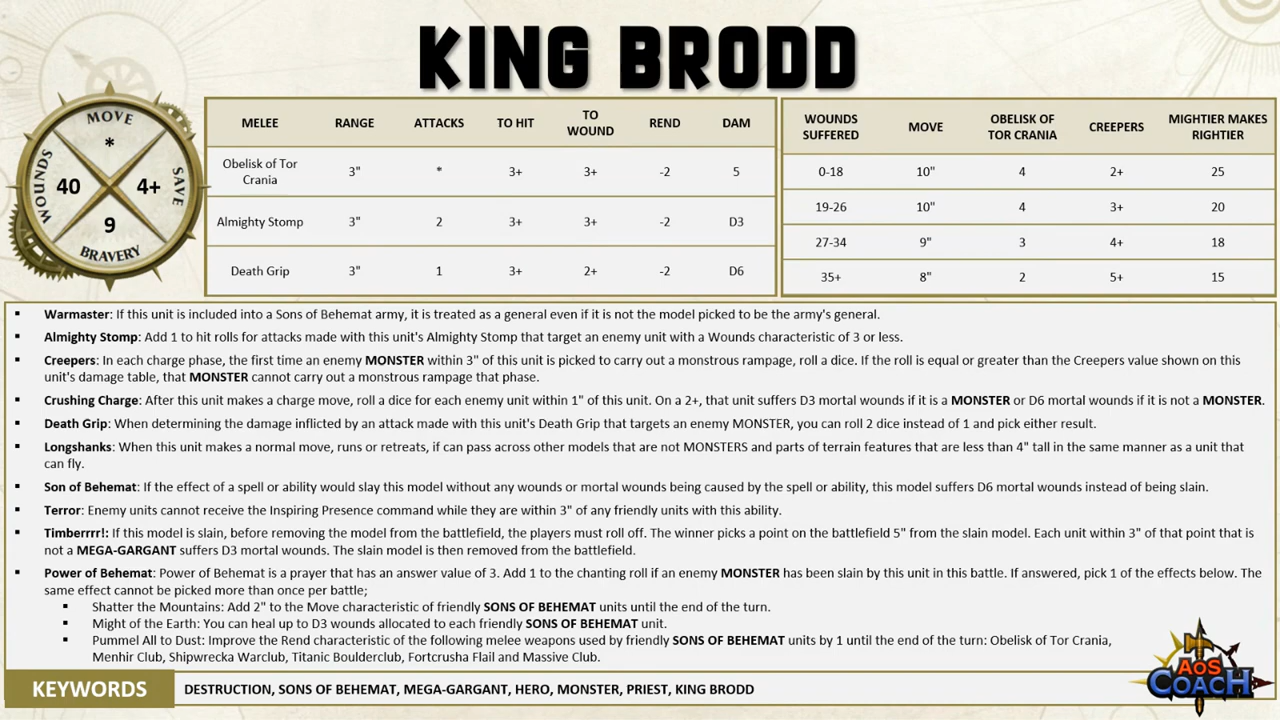 KING BRODD
MOVE
*
WOUNDS
40
4+
SAVE
9
BRAVERY
MELEE RANGE ATTACKS TO HIT TO WOUND REND DAM
Obelisk of Tor Crania 3" * 3+ 3+ -2 5
Almighty Stomp 3" 2 3+ 3+ -2 D3
Death Grip 3" 1 3+ 2+ -2 D6
WOUNDS SUFFERED MOVE OBELISK OF TOR CRANIA CREEPERS MIGHTIER MAKES RIGHTIER
0-18 10" 4 2+ 25
19-26 10" 4 3+ 20
27-34 9" 3 4+ 18
35+ 8" 2 5+ 15
▪ Warmaster: If this unit is included into a Sons of Behemat army, it is treated as a general even if it is not the model picked to be the army's general.
▪ Almighty Stomp: Add 1 to hit rolls for attacks made with this unit's Almighty Stomp that target an enemy unit with a Wounds characteristic of 3 or less.
▪ Creepers: In each charge phase, the first time an enemy MONSTER within 3" of this unit is picked to carry out a monstrous rampage, roll a dice. If the roll is equal or greater than the Creepers value shown on this
unit's damage table, that MONSTER cannot carry out a monstrous rampage that phase.
▪ Crushing Charge: After this unit makes a charge move, roll a dice for each enemy unit within 1" of this unit. On a 2+, that unit suffers D3 mortal wounds if it is a MONSTER or D6 mortal wounds if it is not a MONSTER.
▪ Death Grip: When determining the damage inflicted by an attack made with this unit's Death Grip that targets an enemy MONSTER, you can roll 2 dice instead of 1 and pick either result.
▪ Longshanks: When this unit makes a normal move, runs or retreats, if can pass across other models that are not MONSTERS and parts of terrain features that are less than 4" tall in the same manner as a unit that
can fly.
▪ Son of Behemat: If the effect of a spell or ability would slay this model without any wounds or mortal wounds being caused by the spell or ability, this model suffers D6 mortal wounds instead of being slain.
▪ Terror: Enemy units cannot receive the Inspiring Presence command while they are within 3" of any friendly units with this ability.
▪ Timberrrr!: If this model is slain, before removing the model from the battlefield, the players must roll off. The winner picks a point on the battlefield 5" from the slain model. Each unit within 3" of that point that is
not a MEGA-GARGANT suffers D3 mortal wounds. The slain model is then removed from the battlefield.
▪ Power of Behemat: Power of Behemat is a prayer that has an answer value of 3. Add 1 to the chanting roll if an enemy MONSTER has been slain by this unit in this battle. If answered, pick 1 of the effects below. The
same effect cannot be picked more than once per battle;
▪ Shatter the Mountains: Add 2" to the Move characteristic of friendly SONS OF BEHEMAT units until the end of the turn.
▪ Might of the Earth: You can heal up to D3 wounds allocated to each friendly SONS OF BEHEMAT unit.
▪ Pummel All to Dust: Improve the Rend characteristic of the following melee weapons used by friendly SONS OF BEHEMAT units by 1 until the end of the turn: Obelisk of Tor Crania,
Menhir Club, Shipwrecka Warclub, Titanic Boulderclub, Fortcrusha Flail and Massive Club.
KEYWORDS DESTRUCTION, SONS OF BEHEMAT, MEGA-GARGANT, HERO, MONSTER, PRIEST, KING BRODD
AoS
COACH